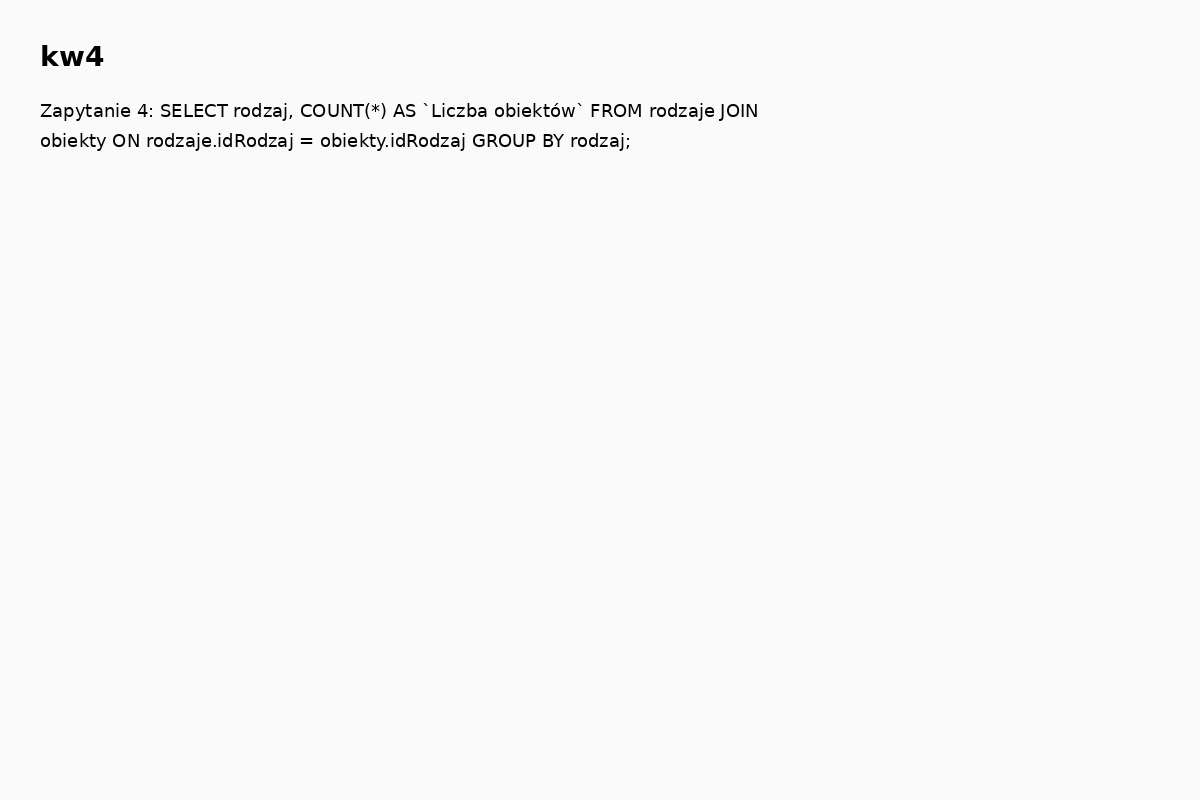 kw4
Zapytanie 4: SELECT rodzaj, COUNT(*) AS `Liczba obiektów` FROM rodzaje JOIN
obiekty ON rodzaje.idRodzaj = obiekty.idRodzaj GROUP BY rodzaj;